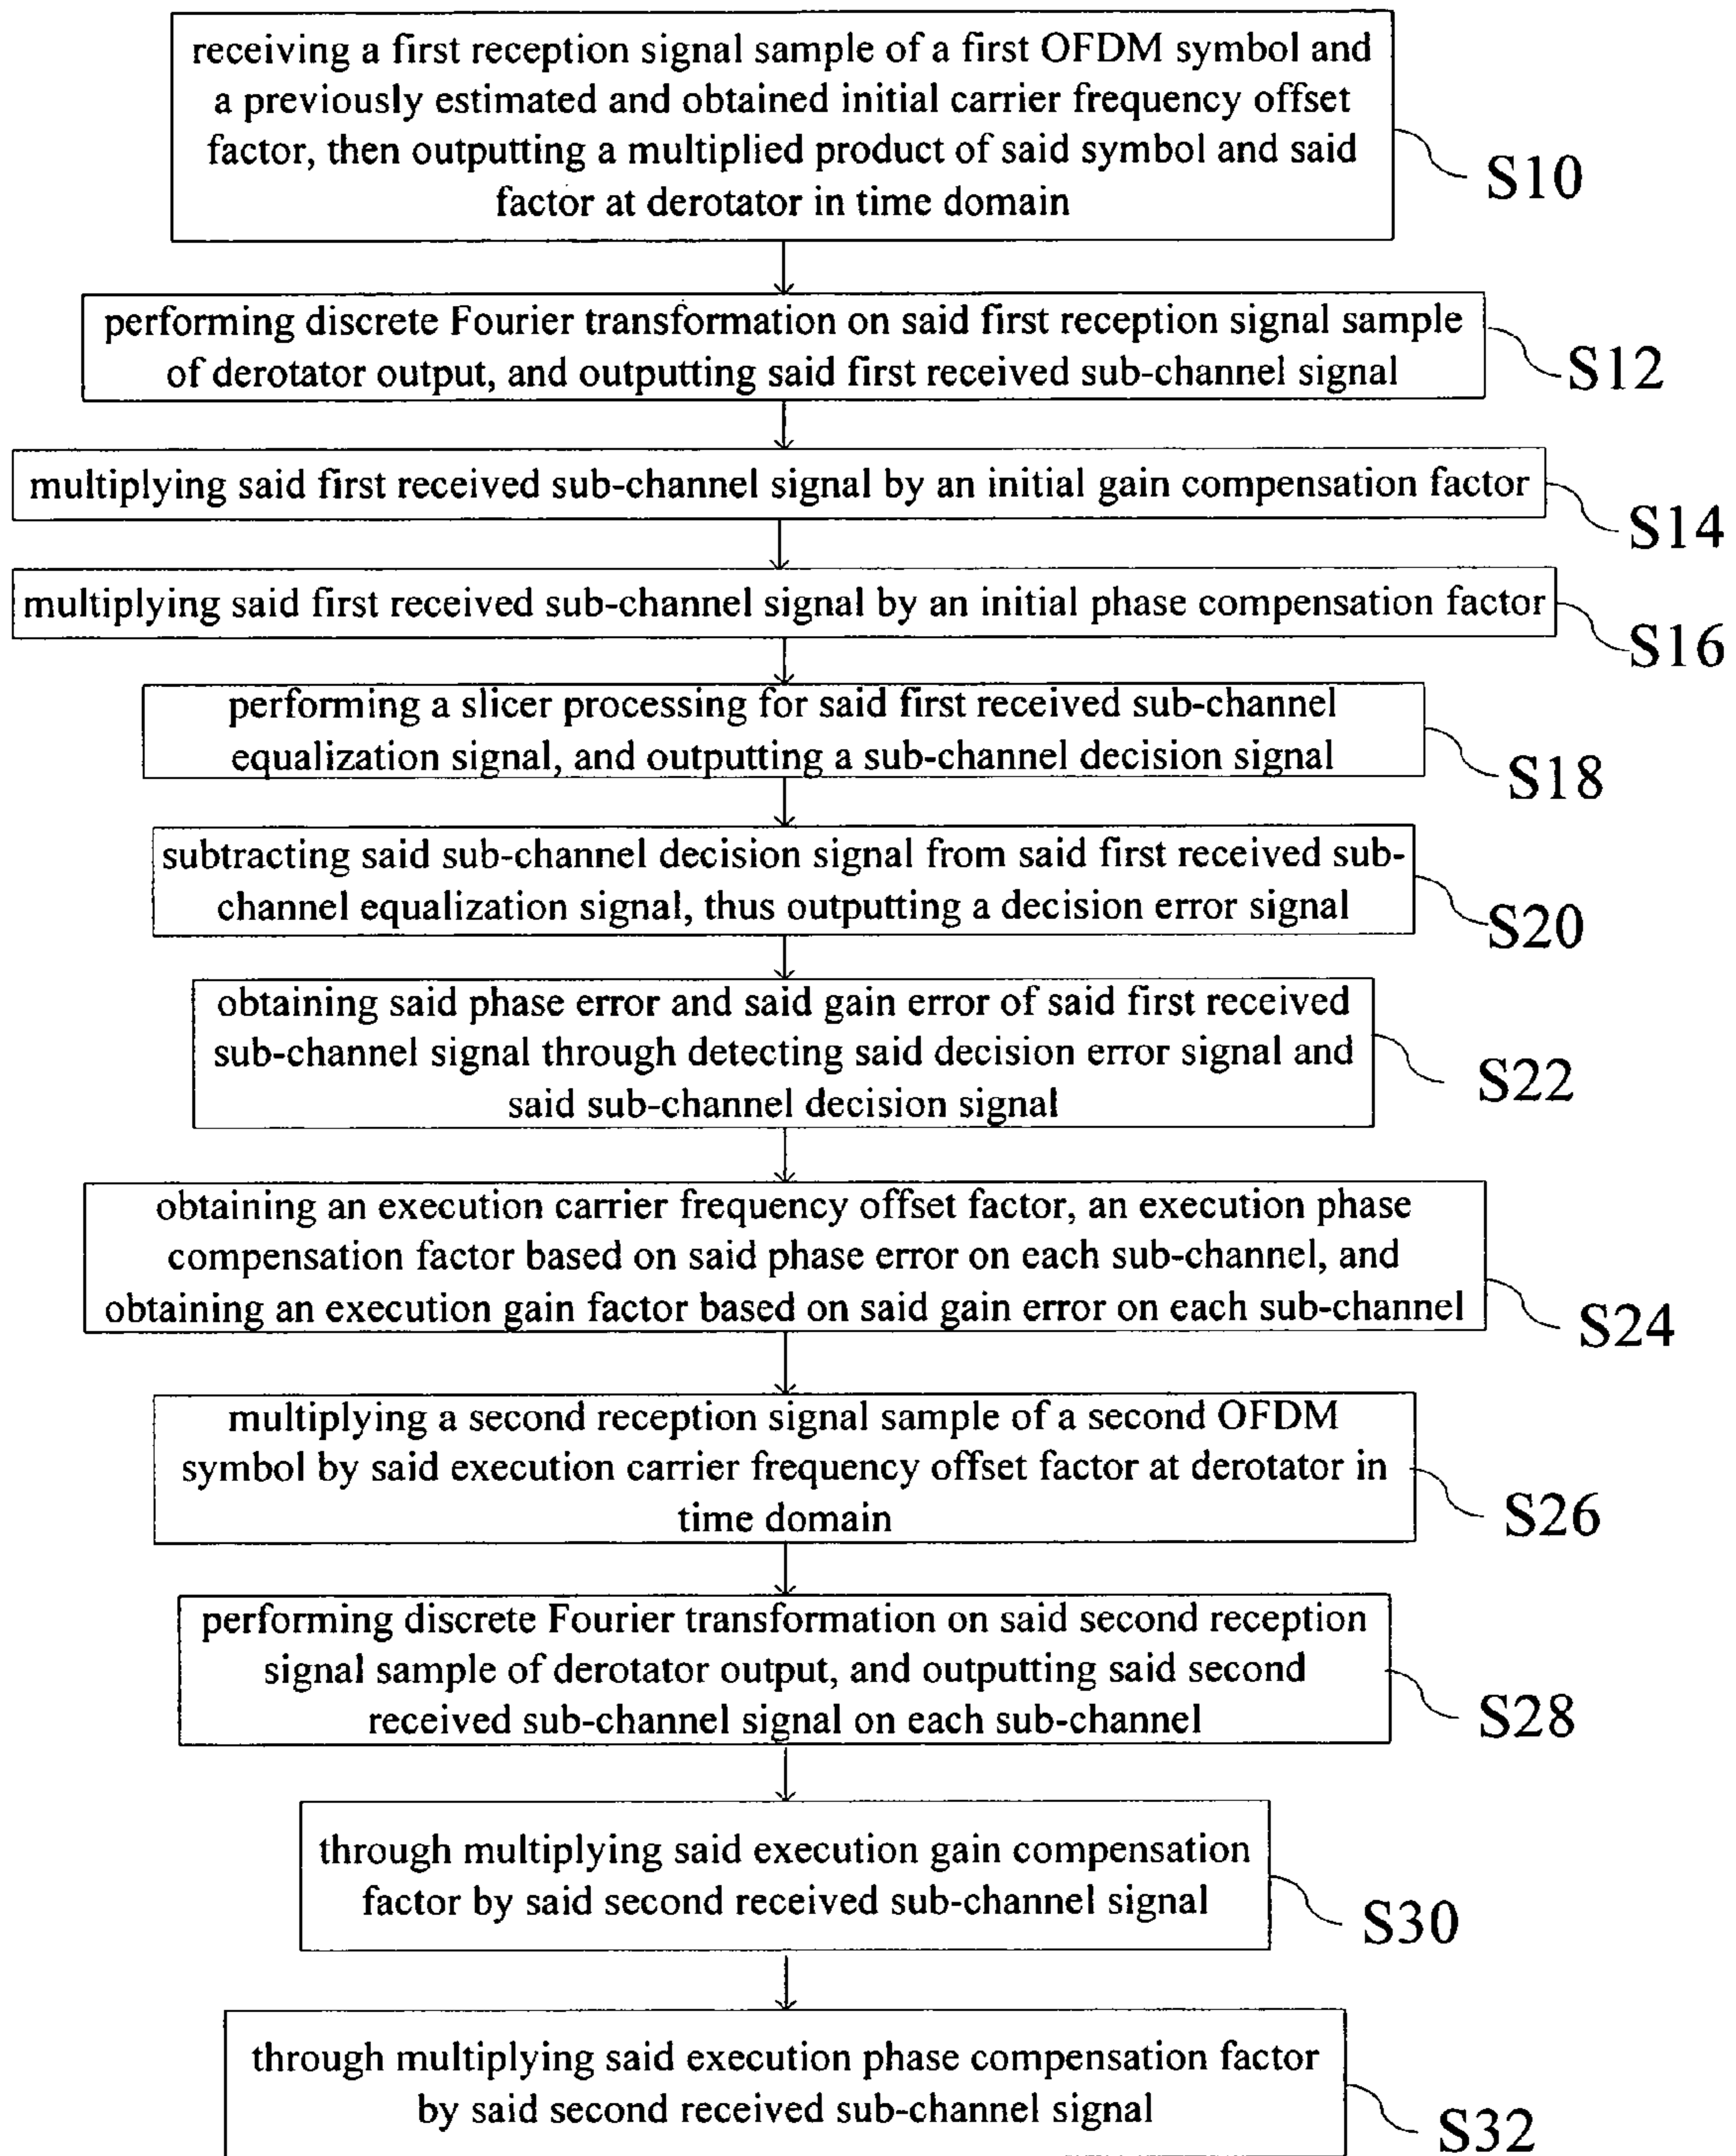 receiving a first reception signal sample of a first OFDM symbol and
a previously estimated and obtained initial carrier frequency offset
factor, then outputting a multiplied product of said symbol and said
factor at derotator in time domain
S10
performing discrete Fourier transformation on said first reception signal sample
of derotator output, and outputting said first received sub-channel signal
S12
multiplying said first received sub-channel signal by an initial gain compensation factor
S14
multiplying said first received sub-channel signal by an initial phase compensation factor
S16
performing a slicer processing for said first received sub-channel
equalization signal, and outputting a sub-channel decision signal
S18
subtracting said sub-channel decision signal from said first received sub-
channel equalization signal, thus outputting a decision error signal
S20
obtaining said phase error and said gain error of said first received
sub-channel signal through detecting said decision error signal and
said sub-channel decision signal
S22
obtaining an execution carrier frequency offset factor, an execution phase
compensation factor based on said phase error on each sub-channel, and
obtaining an execution gain factor based on said gain error on each sub-channel
S24
multiplying a second reception signal sample of a second OFDM
symbol by said execution carrier frequency offset factor at derotator in
time domain
S26
performing discrete Fourier transformation on said second reception
signal sample of derotator output, and outputting said second
received sub-channel signal on each sub-channel
S28
through multiplying said execution gain compensation
factor by said second received sub-channel signal
S30
through multiplying said execution phase compensation factor
by said second received sub-channel signal
S32